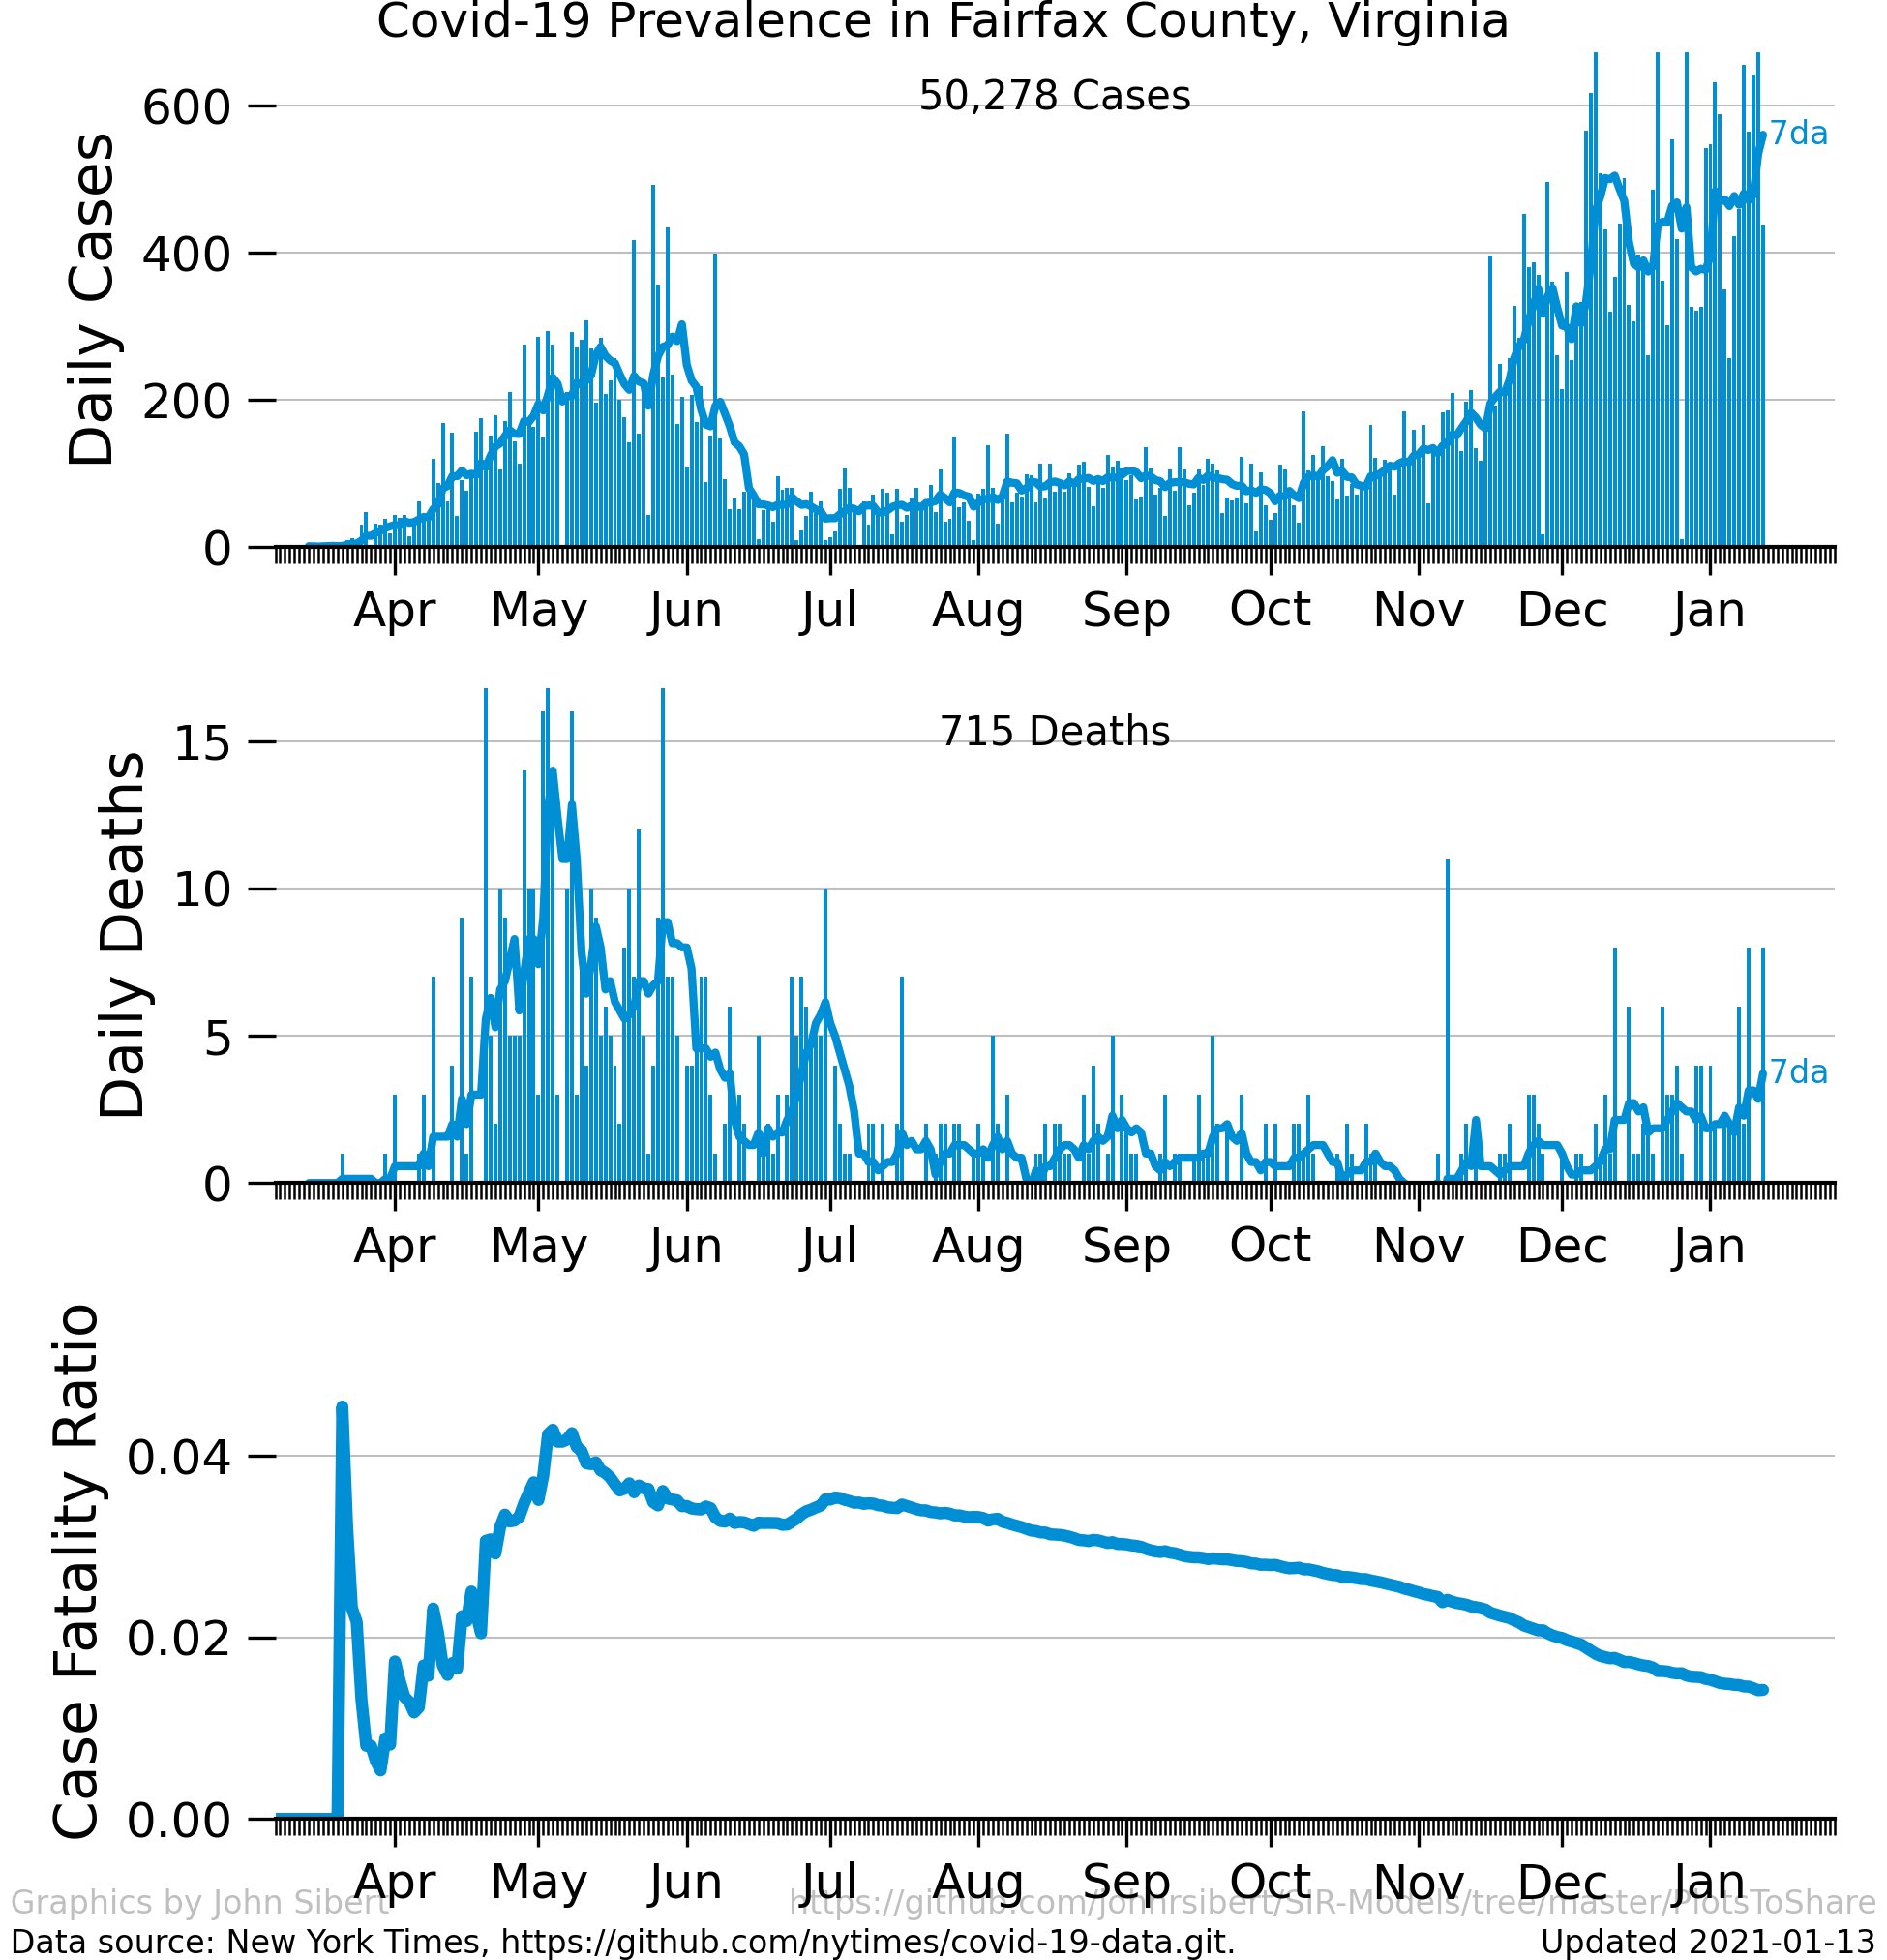 Covid-19 Prevalence in Fairfax County, Virginia
50,278 Cases
Daily Cases
600
400
200
0
7da
Apr May Jun Jul Aug Sep Oct Nov Dec Jan
715 Deaths
Daily Deaths
15
10
5
0
7da
Apr May Jun Jul Aug Sep Oct Nov Dec Jan
Case Fatality Ratio
0.04
0.02
0.00
Apr May Jun Jul Aug Sep Oct Nov Dec Jan
Graphics by John Sibert https://github.com/johnrsibert/SIR-Models/tree/master/PlotsToShare
Data source: New York Times, https://github.com/nytimes/covid-19-data.git. Updated 2021-01-13